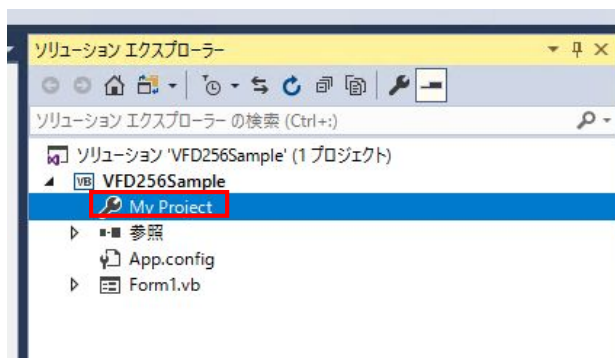 ソリューション エクスプローラー
ソリューション エクスプローラー の検索 (Ctrl+:)
ソリューション 'VFD256Sample' (1 プロジェクト)
VB VFD256Sample
My Project
参照
App.config
Form1.vb